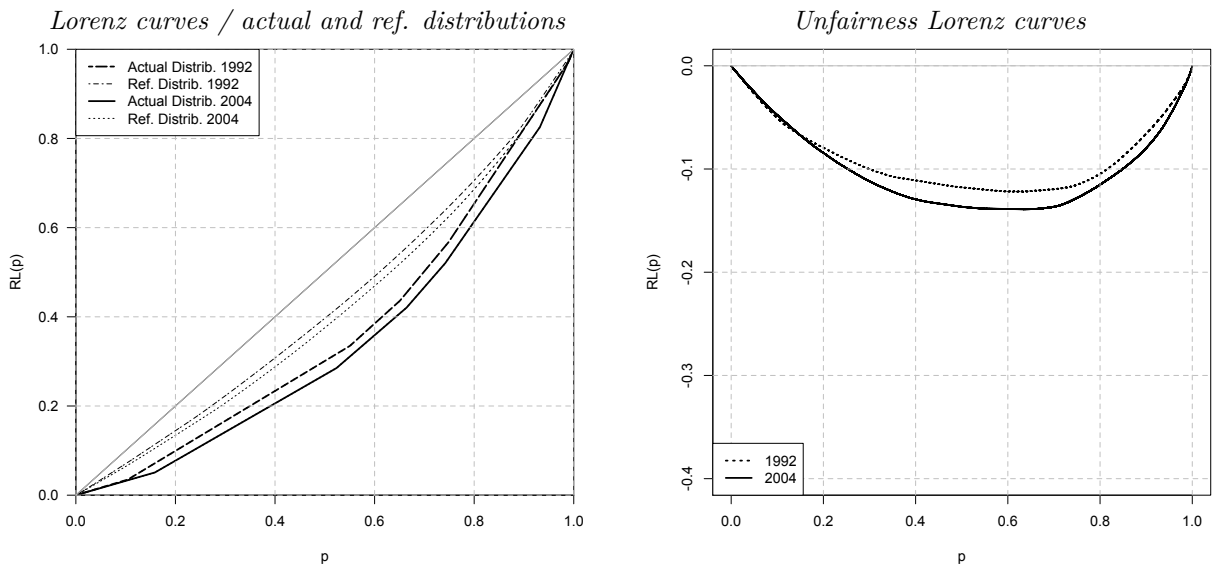 Lorenz curves / actual and ref. distributions
Actual Distrib. 1992
Ref. Distrib. 1992
Actual Distrib. 2004
Ref. Distrib. 2004
1.0
0.8
0.6
0.4
0.2
0.0
RL(p)
0.0 0.2 0.4 0.6 0.8 1.0
p
Unfairness Lorenz curves
0.0
-0.1
-0.2
-0.3
-0.4
RL(p)
1992
2004
0.0 0.2 0.4 0.6 0.8 1.0
p